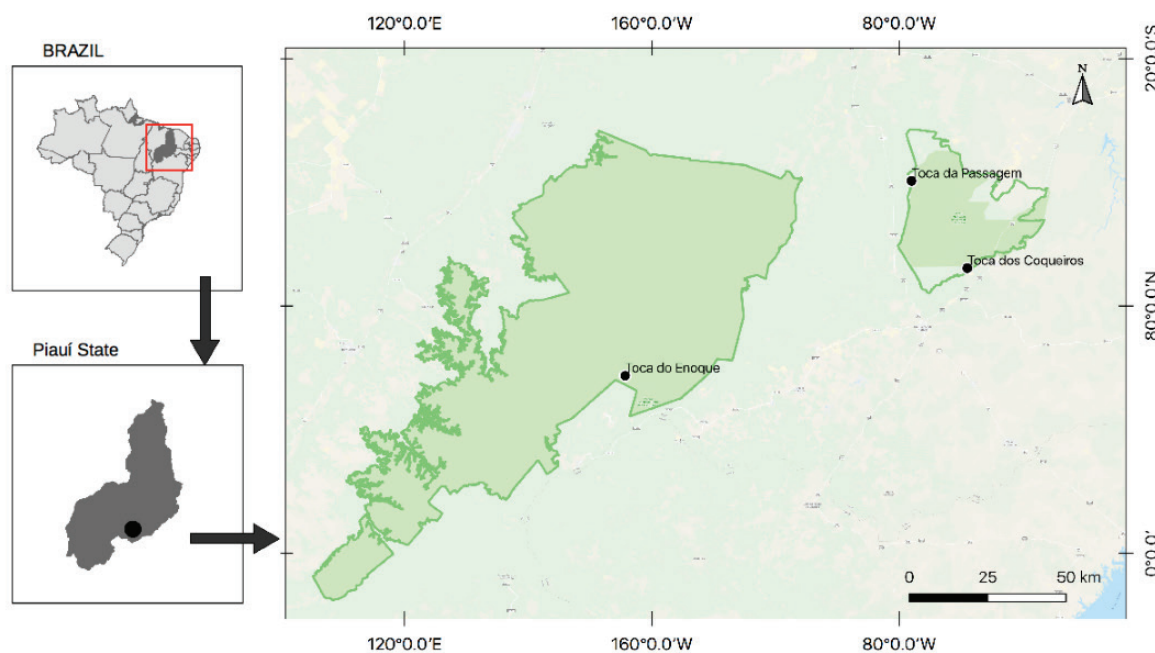 BRAZIL
Piauí State
120°0.0′E 160°0.0′W 80°0.0′W
N
20°0.0′S
Toca da Passagem
Toca dos Coqueiros
80°0.0′N
Toca do Enoque
0°0.0′
0 25 50 km
120°0.0′E 160°0.0′W 80°0.0′W